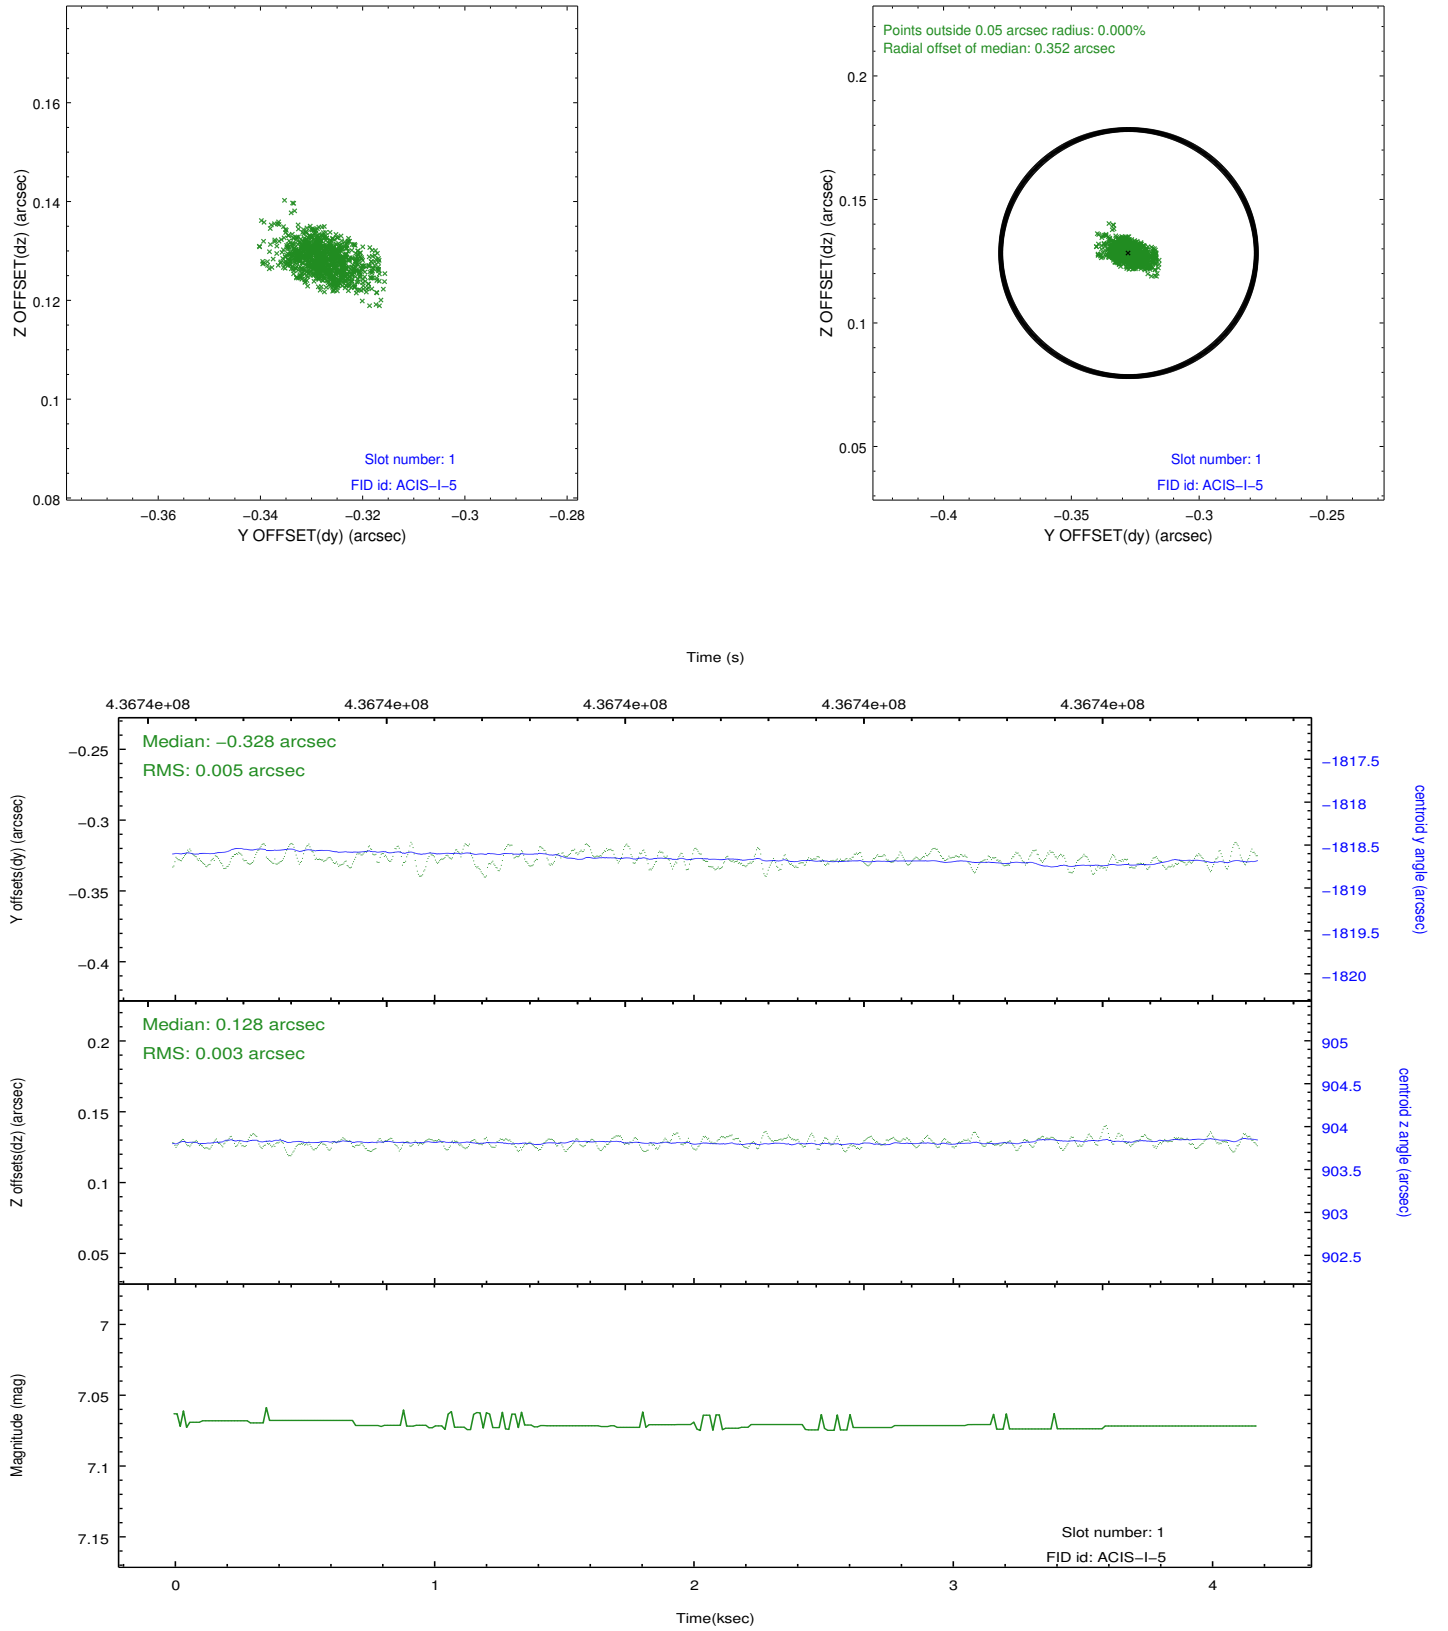 0.16
0.14
0.12
0.1
0.08
Z OFFSET(dz) (arcsec)
Slot number: 1
FID id: ACIS−I−5
−0.36
−0.34
−0.32
−0.3
−0.28
Y OFFSET(dy) (arcsec)
Points outside 0.05 arcsec radius: 0.000%
Radial offset of median: 0.352 arcsec
0.2
0.15
0.1
0.05
Z OFFSET(dz) (arcsec)
Slot number: 1
FID id: ACIS−I−5
−0.4
−0.35
−0.3
−0.25
Y OFFSET(dy) (arcsec)
Time (s)
4.3674e+08
4.3674e+08
4.3674e+08
4.3674e+08
4.3674e+08
Median: −0.328 arcsec
RMS: 0.005 arcsec
−0.25
−0.3
−0.35
−0.4
Y offsets(dy) (arcsec)
−1817.5
−1818
−1818.5
−1819
−1819.5
−1820
centroid y angle (arcsec)
Median: 0.128 arcsec
RMS: 0.003 arcsec
0.2
0.15
0.1
0.05
Z offsets(dz) (arcsec)
905
904.5
904
903.5
903
902.5
centroid z angle (arcsec)
7
7.05
7.1
7.15
Magnitude (mag)
Slot number: 1
FID id: ACIS−I−5
0
1
2
3
4
Time(ksec)